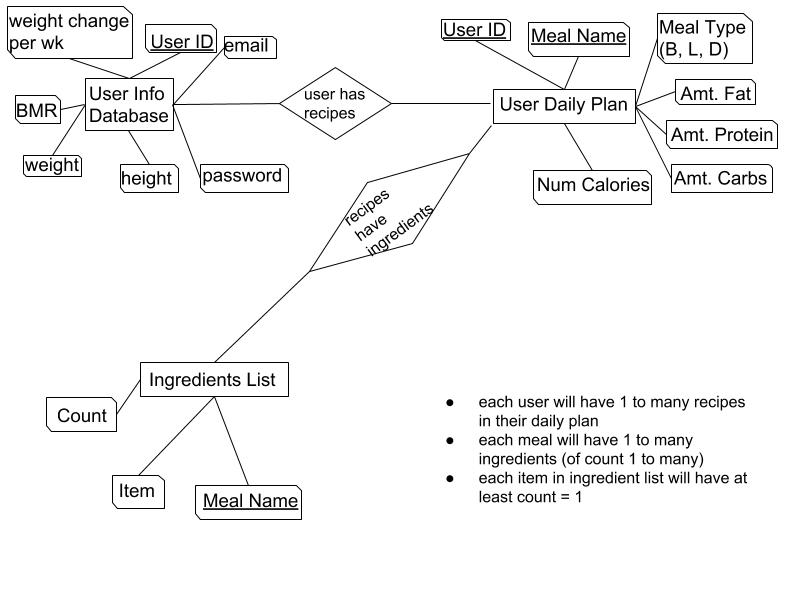 weight change
per wk
User ID
email
User Info
Database
BMR
weight
height
password
user has
recipes
User ID
Meal Name
Meal Type
(B, L, D)
User Daily Plan
Amt. Fat
Amt. Protein
Amt. Carbs
Num Calories
recipes
have
ingredients
Ingredients List
Count
Item
Meal Name
● each user will have 1 to many recipes
in their daily plan
● each meal will have 1 to many
ingredients (of count 1 to many)
● each item in ingredient list will have at
least count = 1